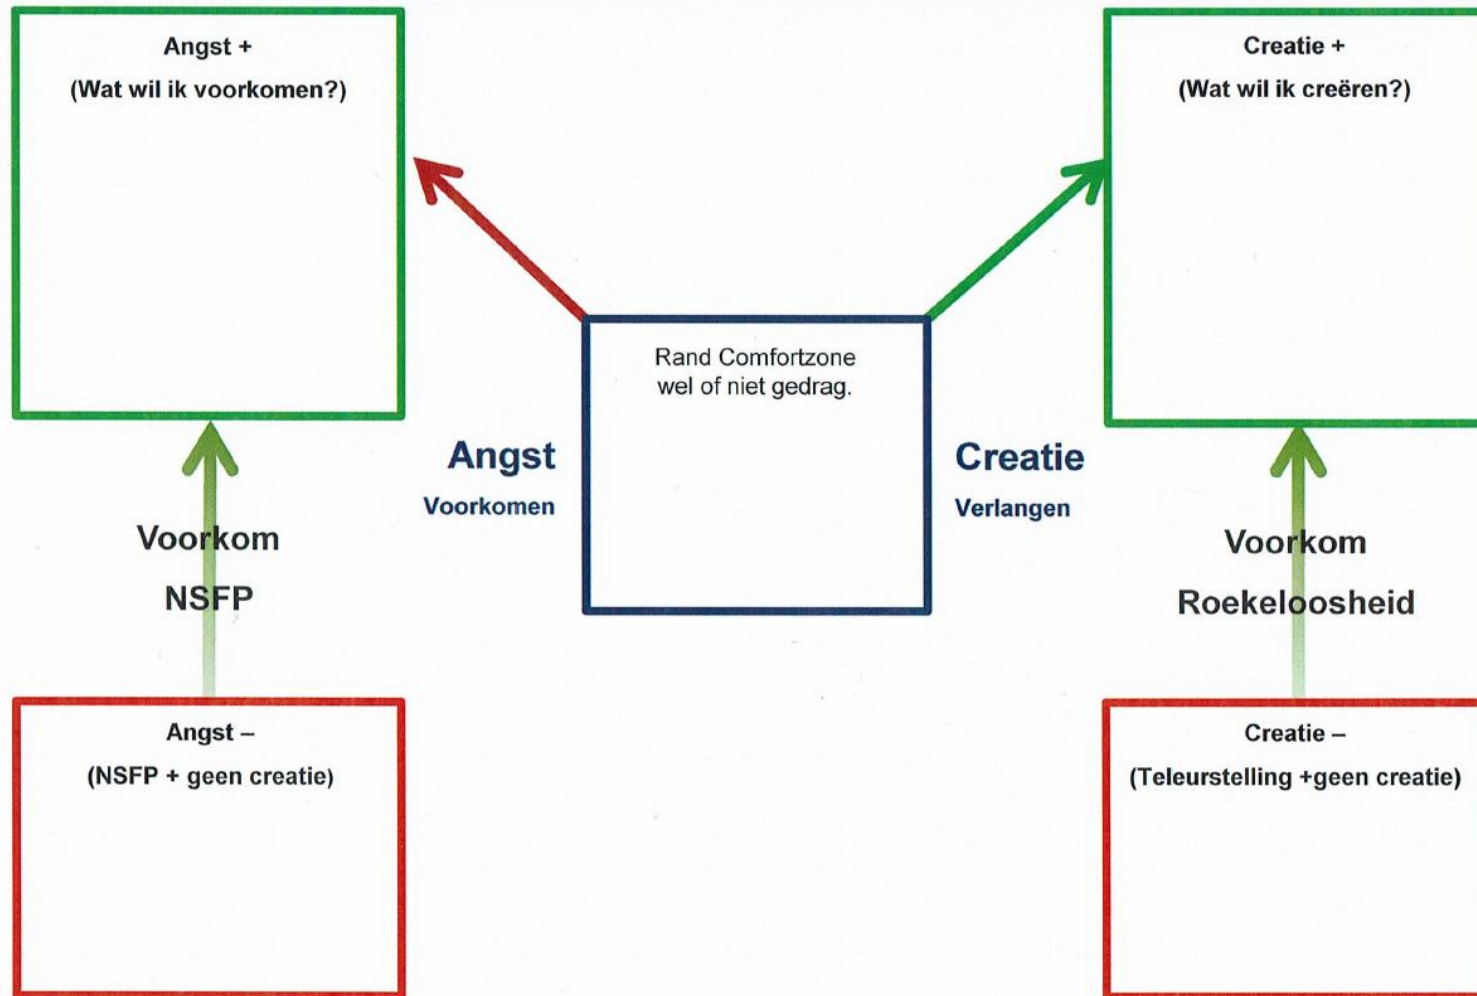 Angst +
(Wat wil ik voorkomen?)
Creatie +
(Wat wil ik creëren?)
Rand Comfortzone
wel of niet gedrag.
Angst
Voorkomen
Creatie
Verlangen
Voorkom
NSFP
Voorkom
Roekeloosheid
Angst –
(NSFP + geen creatie)
Creatie –
(Teleurstelling +geen creatie)